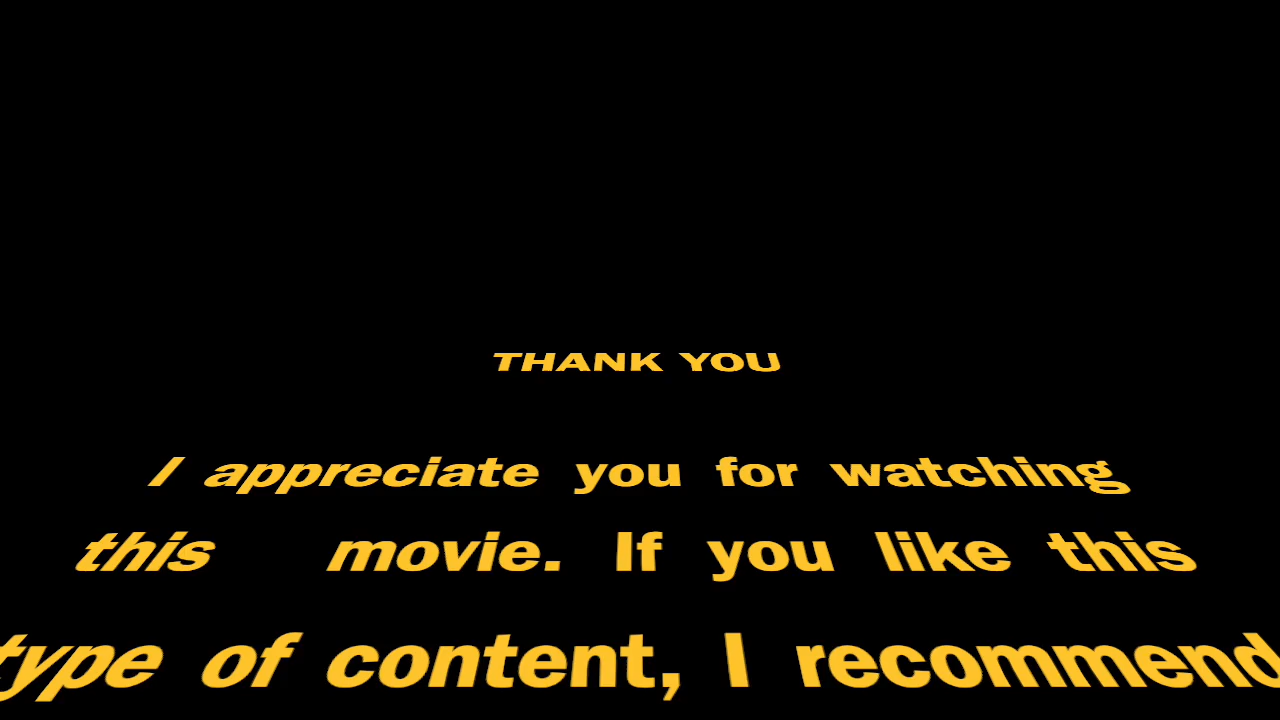 THANK YOU
I appreciate you for watching
this movie. If you like this
type of content, I recommend